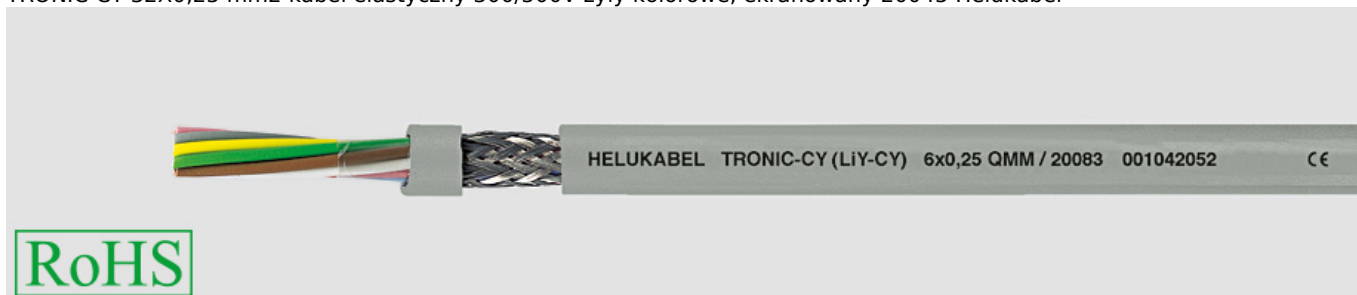 HELUKABEL TRONIC-CY (LiY-CY) 6x0,25 QMM / 20083 001042052 CE
RoHS